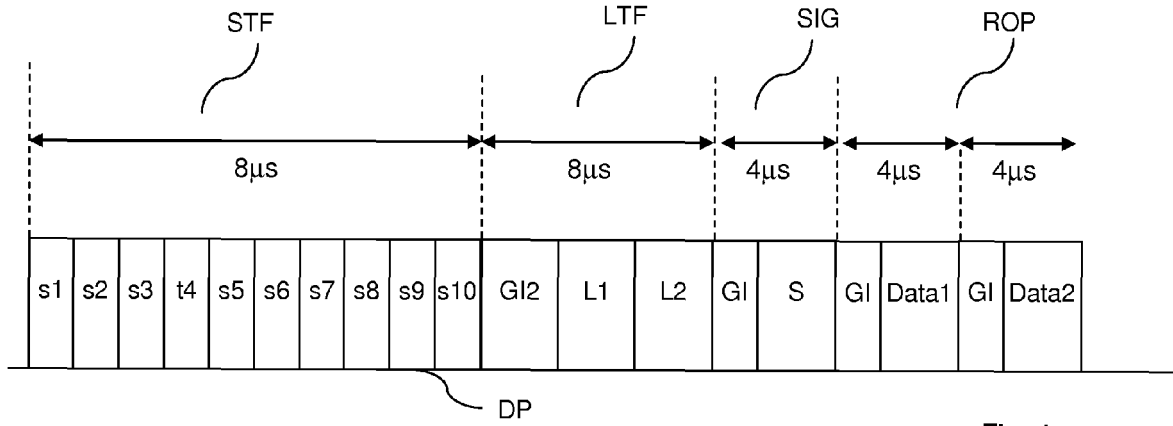 STF LTF SIG ROP
8μs 8μs 4μs 4μs 4μs
s1 s2 s3 t4 s5 s6 s7 s8 s9 s10 GI2 L1 L2 GI S GI Data1 GI Data2
DP